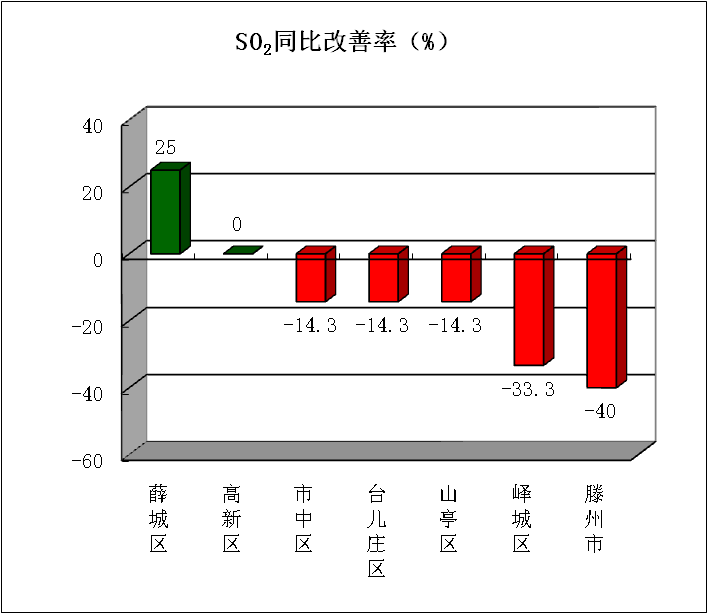 SO₂同比改善率（%）
40
20
0
-20
-40
-60
25
0
-14.3
-14.3
-14.3
-33.3
-40
薛城区
高新区
市中区
台儿庄区
山亭区
峄城区
滕州市